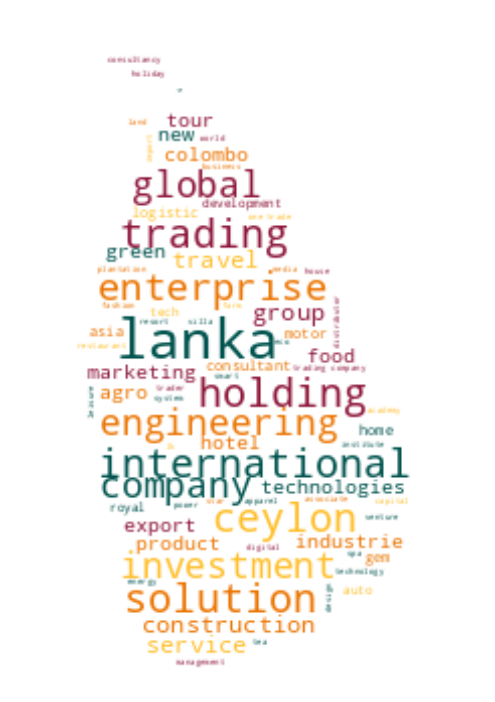 consultancy
holiday
land tour
new world
export colombo
business
global
development
logistic one trade
trading
green travel
plantation media house
enterprise
fashion farm
tech group distributor
resort villa
asia lanka motor
restaurant eco
food
marketing consultant trading company
smart
agro trader holding
system
academy
engineering
home
hotel institute
international
company technologies
star apparel associate capital
royal power
ceylon venture
export
product digital industrie
spa gem
investment technology
energy
solution design auto
construction
service tea
management